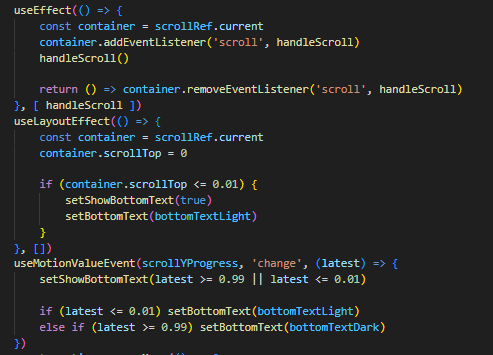 useEffect(() => {
    const container = scrollRef.current
    container.addEventListener('scroll', handleScroll)
    handleScroll()

    return () => container.removeEventListener('scroll', handleScroll)
}, [ handleScroll ])
useLayoutEffect(() => {
    const container = scrollRef.current
    container.scrollTop = 0

    if (container.scrollTop <= 0.01) {
        setShowBottomText(true)
        setBottomText(bottomTextLight)
    }
}, [])
useMotionValueEvent(scrollYProgress, 'change', (latest) => {
    setShowBottomText(latest >= 0.99 || latest <= 0.01)

    if (latest <= 0.01) setBottomText(bottomTextLight)
    else if (latest >= 0.99) setBottomText(bottomTextDark)
})